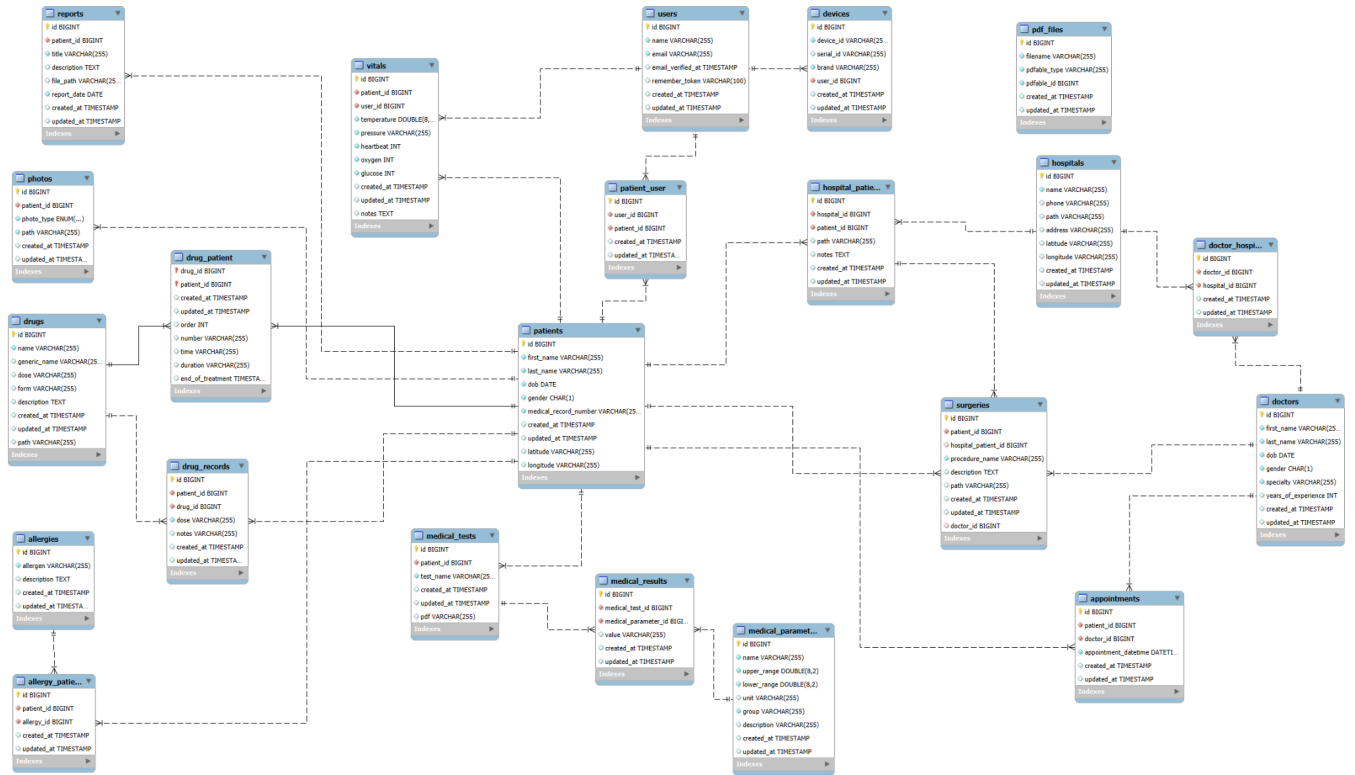 reports
id BIGINT
patient_id BIGINT
title VARCHAR(255)
description TEXT
file_path VARCHAR(25...
report_date DATE
created_at TIMESTAMP
updated_at TIMESTAMP
Indexes
vitals
id BIGINT
patient_id BIGINT
user_id BIGINT
temperature DOUBLE(8,...
pressure VARCHAR(255)
heartbeat INT
oxygen INT
glucose INT
created_at TIMESTAMP
updated_at TIMESTAMP
notes TEXT
Indexes
users
id BIGINT
name VARCHAR(255)
email VARCHAR(255)
email_verified_at TIMESTAMP
remember_token VARCHAR(100)
created_at TIMESTAMP
updated_at TIMESTAMP
Indexes
devices
id BIGINT
device_id VARCHAR(25...
serial_id VARCHAR(255)
brand VARCHAR(255)
user_id BIGINT
created_at TIMESTAMP
updated_at TIMESTAMP
Indexes
pdf_files
id BIGINT
filename VARCHAR(255)
pdfable_type VARCHAR(255)
pdfable_id BIGINT
created_at TIMESTAMP
updated_at TIMESTAMP
Indexes
photos
id BIGINT
patient_id BIGINT
photo_type ENUM(...)
path VARCHAR(255)
created_at TIMESTAMP
updated_at TIMESTA...
Indexes
patient_user
id BIGINT
user_id BIGINT
patient_id BIGINT
created_at TIMESTAMP
updated_at TIMESTA...
Indexes
hospital_patie...
id BIGINT
hospital_id BIGINT
patient_id BIGINT
path VARCHAR(255)
notes TEXT
created_at TIMESTAMP
updated_at TIMESTAMP
Indexes
hospitals
id BIGINT
name VARCHAR(255)
phone VARCHAR(255)
path VARCHAR(255)
address VARCHAR(255)
latitude VARCHAR(255)
longitude VARCHAR(255)
created_at TIMESTAMP
updated_at TIMESTAMP
Indexes
doctor_hospi...
id BIGINT
doctor_id BIGINT
hospital_id BIGINT
created_at TIMESTAMP
updated_at TIMESTAMP
Indexes
drug_patient
drug_id BIGINT
patient_id BIGINT
created_at TIMESTAMP
updated_at TIMESTAMP
order INT
number VARCHAR(255)
time VARCHAR(255)
duration VARCHAR(255)
end_of_treatment TIMESTA...
Indexes
drugs
id BIGINT
name VARCHAR(255)
generic_name VARCHAR(25...
dose VARCHAR(255)
form VARCHAR(255)
description TEXT
created_at TIMESTAMP
updated_at TIMESTAMP
path VARCHAR(255)
Indexes
patients
id BIGINT
first_name VARCHAR(255)
last_name VARCHAR(255)
dob DATE
gender CHAR(1)
medical_record_number VARCHAR(25...
created_at TIMESTAMP
updated_at TIMESTAMP
latitude VARCHAR(255)
longitude VARCHAR(255)
Indexes
surgeries
id BIGINT
patient_id BIGINT
hospital_patient_id BIGINT
procedure_name VARCHAR(255)
description TEXT
path VARCHAR(255)
created_at TIMESTAMP
updated_at TIMESTAMP
doctor_id BIGINT
Indexes
doctors
id BIGINT
first_name VARCHAR(25...
last_name VARCHAR(255)
dob DATE
gender CHAR(1)
specialty VARCHAR(255)
years_of_experience INT
created_at TIMESTAMP
updated_at TIMESTAMP
Indexes
drug_records
id BIGINT
patient_id BIGINT
drug_id BIGINT
dose VARCHAR(255)
notes VARCHAR(255)
created_at TIMESTAMP
updated_at TIMESTA...
Indexes
allergies
id BIGINT
allergen VARCHAR(255)
description TEXT
created_at TIMESTAMP
updated_at TIMESTA...
Indexes
medical_tests
id BIGINT
patient_id BIGINT
test_name VARCHAR(25...
created_at TIMESTAMP
updated_at TIMESTAMP
pdf VARCHAR(255)
Indexes
medical_results
id BIGINT
medical_test_id BIGINT
medical_parameter_id BIGI...
value VARCHAR(255)
created_at TIMESTAMP
updated_at TIMESTAMP
Indexes
medical_paramet...
id BIGINT
name VARCHAR(255)
upper_range DOUBLE(8,2)
lower_range DOUBLE(8,2)
unit VARCHAR(255)
group VARCHAR(255)
description VARCHAR(255)
created_at TIMESTAMP
updated_at TIMESTAMP
Indexes
appointments
id BIGINT
patient_id BIGINT
doctor_id BIGINT
appointment_datetime DATETI...
created_at TIMESTAMP
updated_at TIMESTAMP
Indexes
allergy_patie...
id BIGINT
patient_id BIGINT
allergy_id BIGINT
created_at TIMESTAMP
updated_at TIMESTA...
Indexes